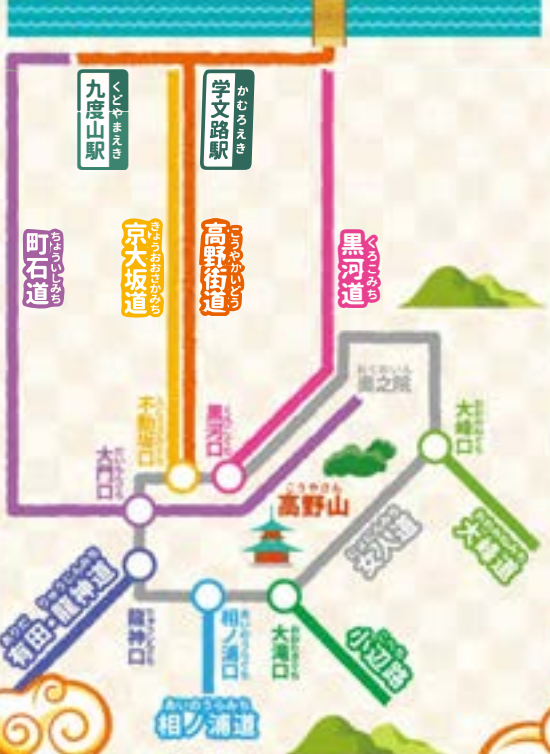 くどやまえき
九度山駅
かむろえき
学文路駅
ちょういしみち
町石道
きょうおおさかみち
京大坂道
こうやかいどう
高野街道
くろこみち
黒河道
おくのいん
奥之院
不動坂口
黒河口
大門口
大峰口
こうやさん
高野山
女人道
大峰道
有田・龍神道
龍神口
相ノ浦口
大滝口
小辺路
あいのうらみち
相ノ浦道